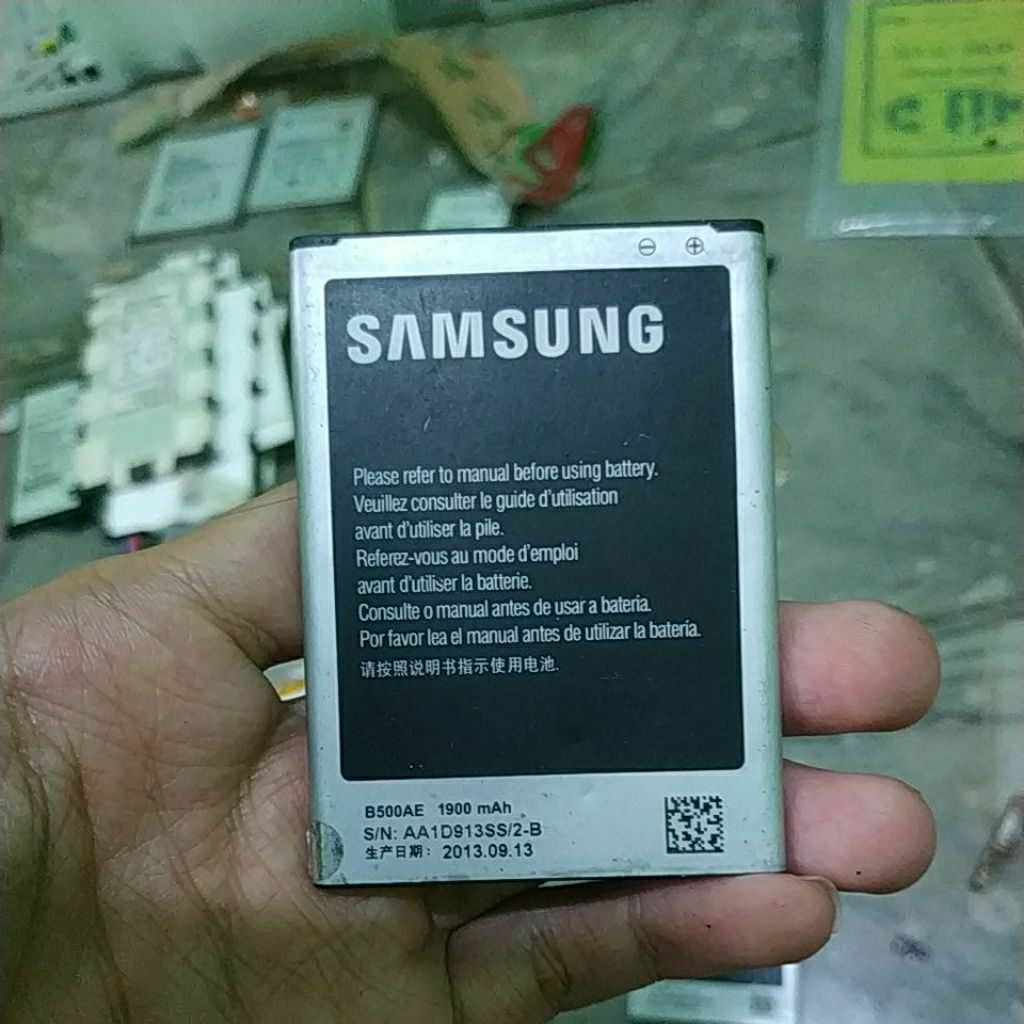 SAMSUNG
Please refer to manual before using battery.
Veuillez consulter le guide d'utilisation
avant d'utiliser la pile.
Referez-vous au mode d'emploi
avant d'utiliser la batterie.
Consulte o manual antes de usar a bateria.
Por favor lea el manual antes de utilizar la batería.
请按照说明书指示使用电池.
B500AE 1900 mAh
S/N: AA1D913SS/2-B
生产日期: 2013.09.13